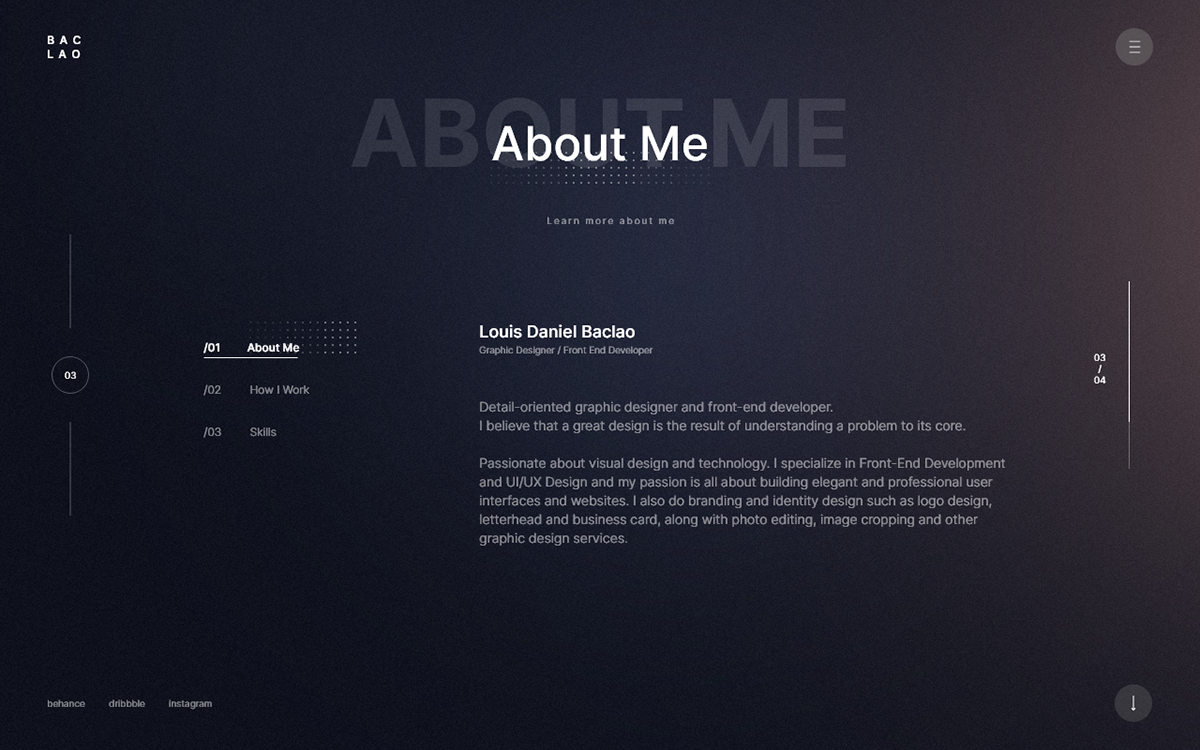 BAC
LAO
ABOUT ME
About Me
Learn more about me
03
/01 About Me
/02 How I Work
/03 Skills
Louis Daniel Baclao
Graphic Designer / Front End Developer
Detail-oriented graphic designer and front-end developer.
I believe that a great design is the result of understanding a problem to its core.
Passionate about visual design and technology. I specialize in Front-End Development
and UI/UX Design and my passion is all about building elegant and professional user
interfaces and websites. I also do branding and identity design such as logo design,
letterhead and business card, along with photo editing, image cropping and other
graphic design services.
03
/
04
behance dribbble instagram